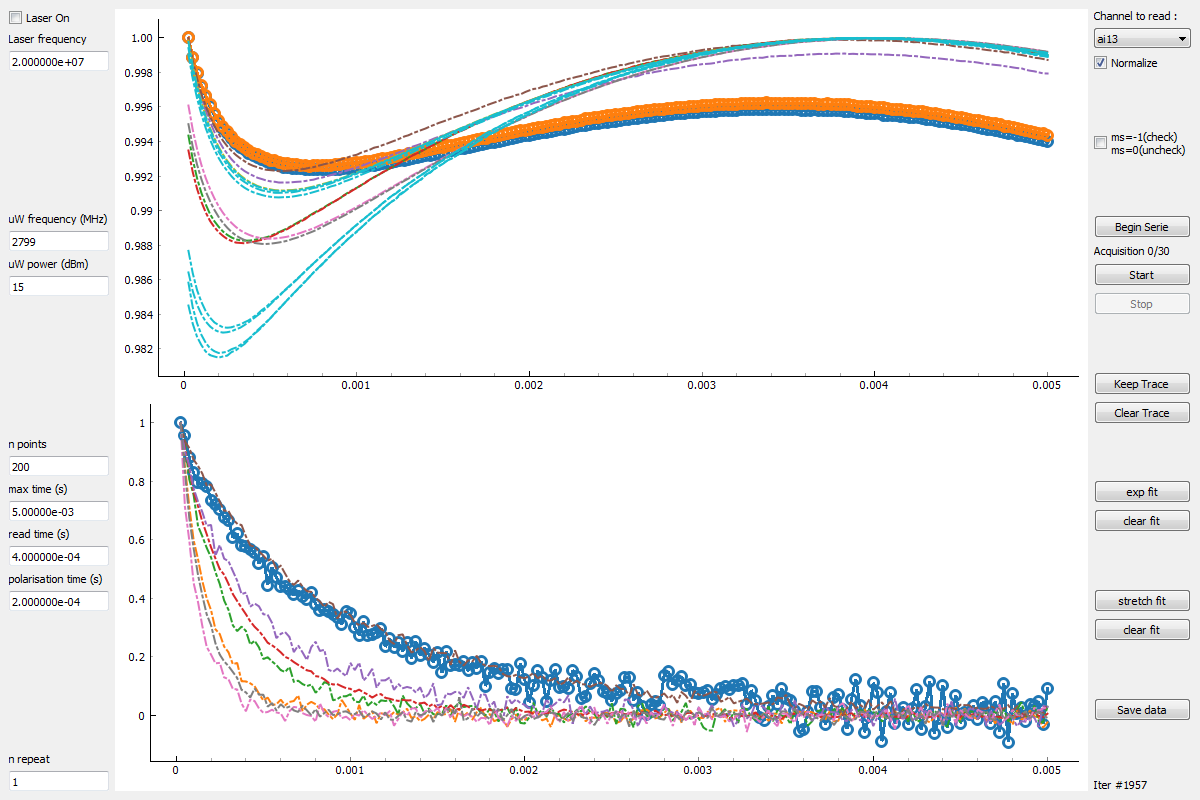 Laser On
Laser frequency
2.000000e+07
uW frequency (MHz)
2799
uW power (dBm)
15
n points
200
max time (s)
5.00000e-03
read time (s)
4.000000e-04
polarisation time (s)
2.000000e-04
n repeat
1
1.00
0.998
0.996
0.994
0.992
0.99
0.988
0.986
0.984
0.982
0
0.001
0.002
0.003
0.004
0.005
1
0.8
0.6
0.4
0.2
0
0
0.001
0.002
0.003
0.004
0.005
Channel to read :
ai13
Normalize
ms=-1(check)
ms=0(uncheck)
Begin Serie
Acquisition 0/30
Start
Stop
Keep Trace
Clear Trace
exp fit
clear fit
stretch fit
clear fit
Save data
Iter #1957